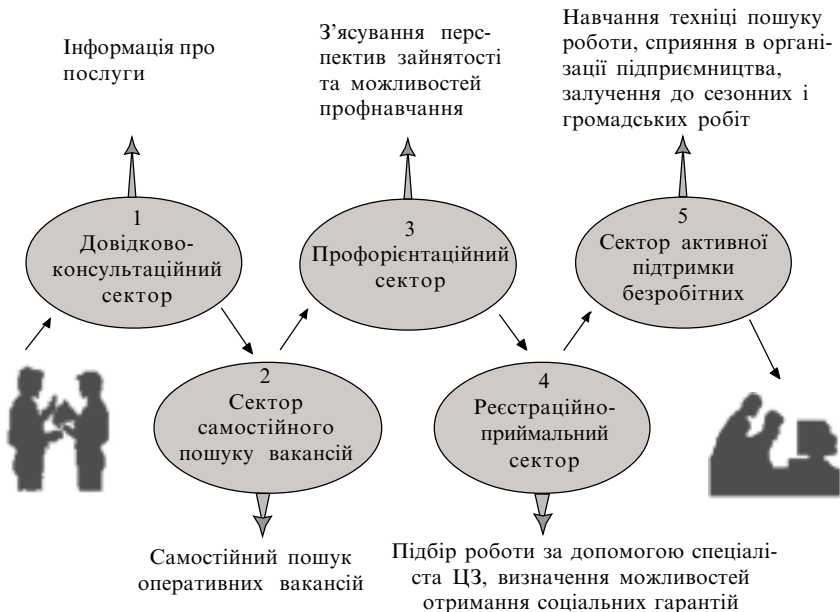 Інформація про
послуги
З’ясування перс-
пектив зайнятості
та можливостей
профнавчання
Навчання техніці пошуку
роботи, сприяння в органі-
зації підприємництва,
залучення до сезонних і
громадських робіт
1
Довідково-
консультаційний
сектор
3
Профорієнтаційний
сектор
5
Сектор активної
підтримки
безробітних
2
Сектор
самостійного
пошуку вакансій
4
Реєстраційно-
приймальний
сектор
Самостійний пошук
оперативних вакансій
Підбір роботи за допомогою спеціалі-
ста ЦЗ, визначення можливостей
отримання соціальних гарантій